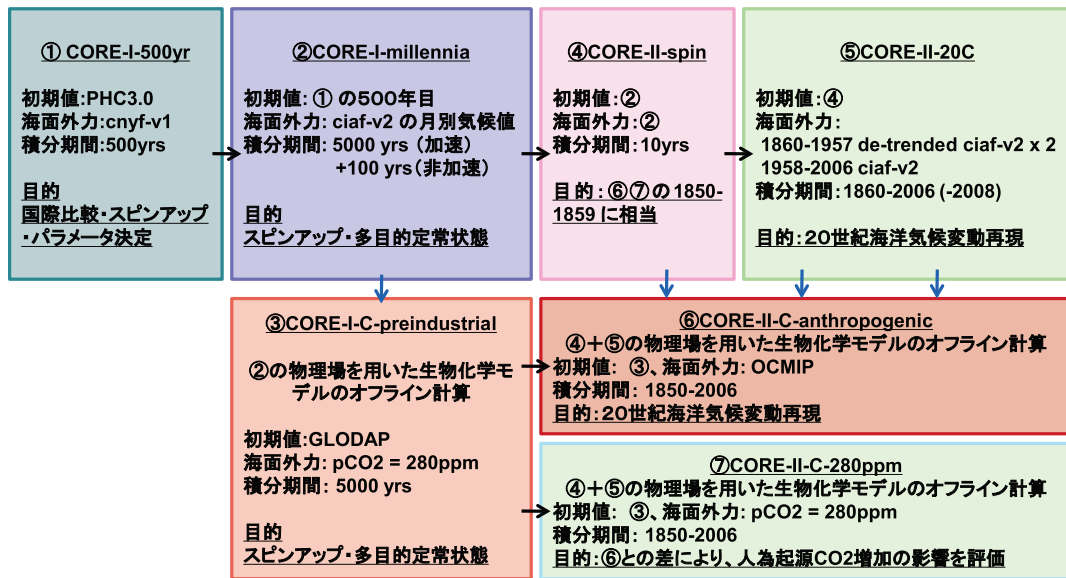 ① CORE-I-500yr
初期値:PHC3.0
海面外力:cnyf-v1
積分期間:500yrs
目的
国際比較・スピンアップ
・パラメータ決定
②CORE-I-millennia
初期値: ① の500年目
海面外力: ciaf-v2 の月別気候値
積分期間: 5000 yrs (加速)
+100 yrs(非加速)
目的
スピンアップ・多目的定常状態
④CORE-II-spin
初期値:②
海面外力:②
積分期間:10yrs
目的:⑥⑦の1850-
1859に相当
⑤CORE-II-20C
初期値:④
海面外力:
1860-1957 de-trended ciaf-v2 x 2
1958-2006 ciaf-v2
積分期間:1860-2006 (-2008)
目的:20世紀海洋気候変動再現
③CORE-I-C-preindustrial
②の物理場を用いた生物化学モ
デルのオフライン計算
初期値:GLODAP
海面外力: pCO2 = 280ppm
積分期間: 5000 yrs
目的
スピンアップ・多目的定常状態
⑥CORE-II-C-anthropogenic
④+⑤の物理場を用いた生物化学モデルのオフライン計算
初期値: ③、海面外力: OCMIP
積分期間: 1850-2006
目的:20世紀海洋気候変動再現
⑦CORE-II-C-280ppm
④+⑤の物理場を用いた生物化学モデルのオフライン計算
初期値: ③、海面外力: pCO2 = 280ppm
積分期間: 1850-2006
目的:⑥との差により、人為起源CO2増加の影響を評価